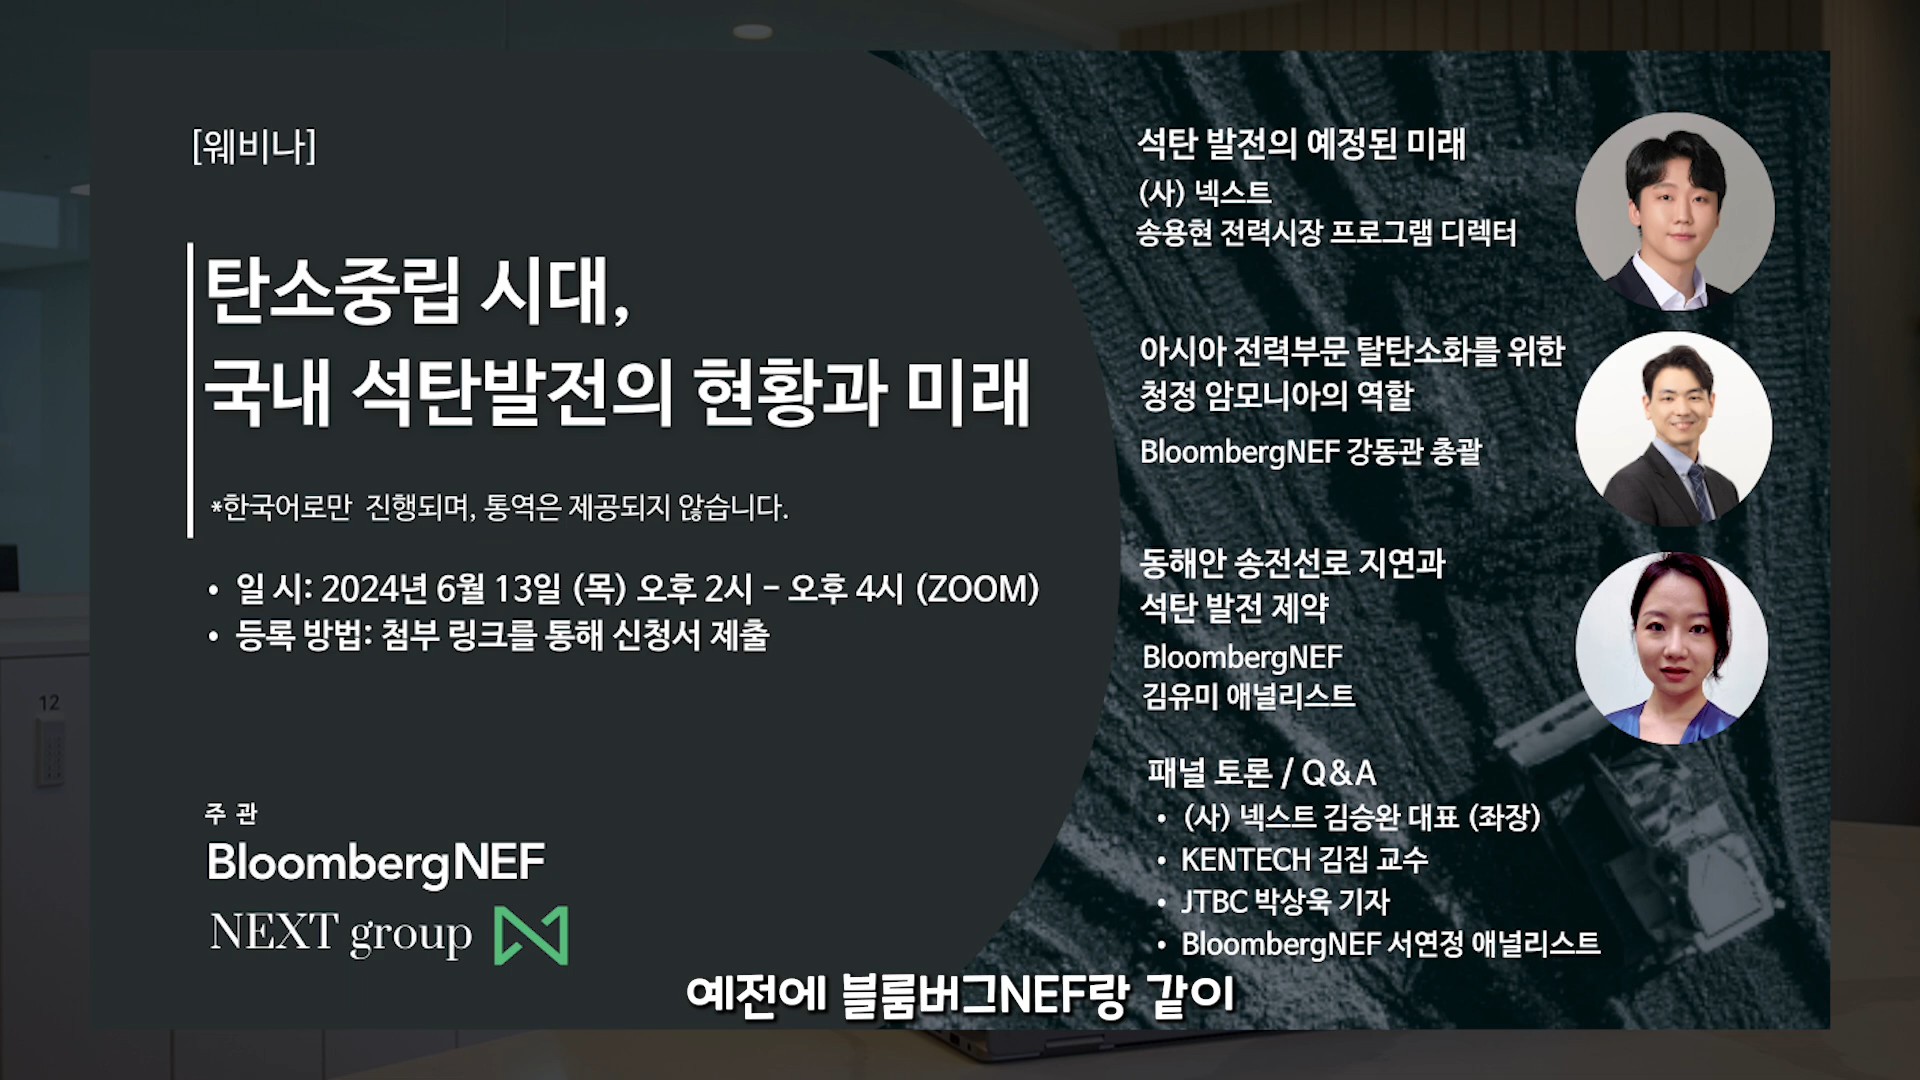 [웨비나]
탄소중립 시대,
국내 석탄발전의 현황과 미래
*한국어로만 진행되며, 통역은 제공되지 않습니다.
• 일 시: 2024년 6월 13일 (목) 오후 2시 – 오후 4시 (ZOOM)
• 등록 방법: 첨부 링크를 통해 신청서 제출
주 관
BloombergNEF
NEXT group
석탄 발전의 예정된 미래
(사) 넥스트
송용현 전력시장 프로그램 디렉터
아시아 전력부문 탈탄소화를 위한
청정 암모니아의 역할
BloombergNEF 강동관 총괄
동해안 송전선로 지연과
석탄 발전 제약
BloombergNEF
김유미 애널리스트
패널 토론 / Q&A
• (사) 넥스트 김승완 대표 (좌장)
• KENTECH 김집 교수
• JTBC 박상욱 기자
• BloombergNEF 서연정 애널리스트
예전에 블룸버그NEF랑 같이
12